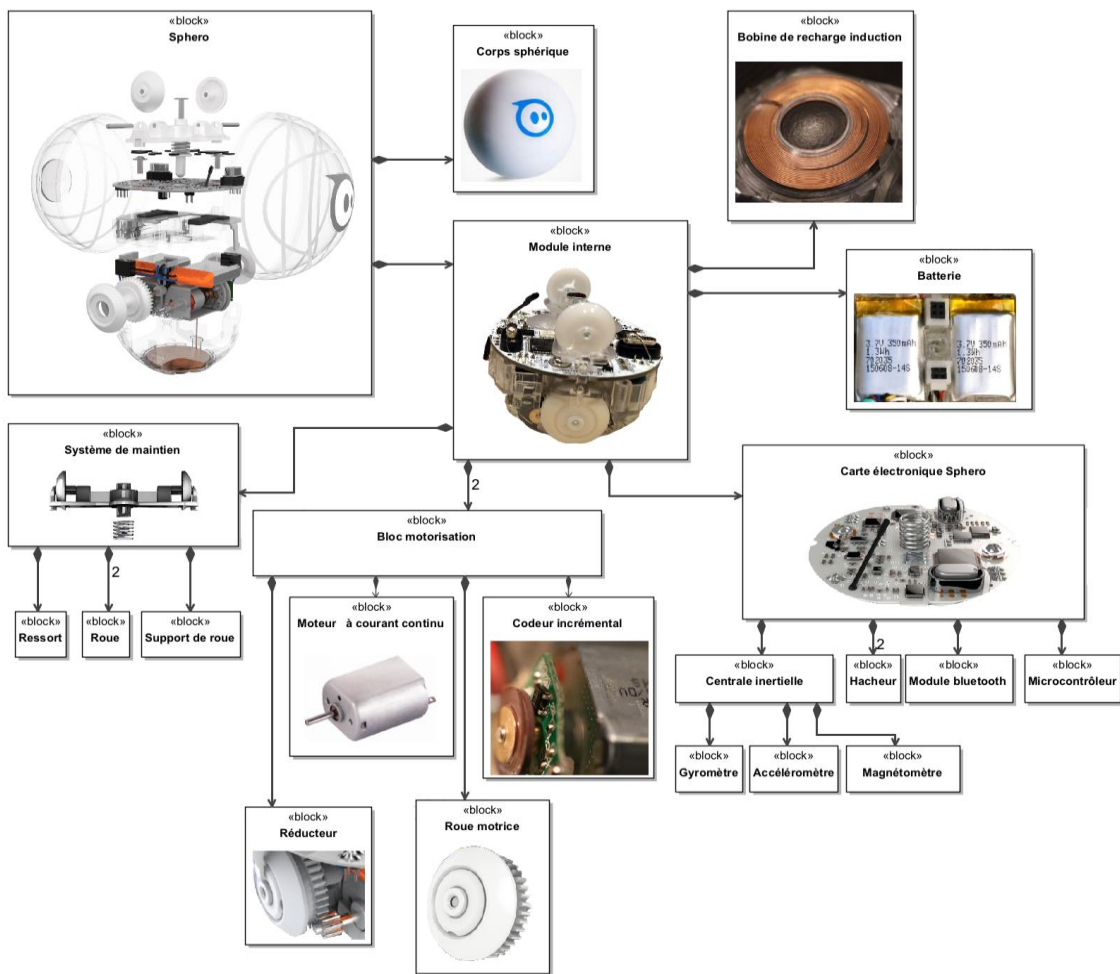 «block»
Sphero
«block»
Corps sphérique
«block»
Bobine de recharge induction
«block»
Module interne
«block»
Batterie
3.7V 350mAh
1.3Wh
702035
150608-14S
3.7V 350mAh
1.3Wh
702035
150608-14S
«block»
Système de maintien
2
«block»
Bloc motorisation
«block»
Carte électronique Sphero
2
«block»
Ressort
«block»
Roue
«block»
Support de roue
«block»
Moteur à courant continu
«block»
Codeur incrémental
«block»
Centrale inertielle
2
«block»
Hacheur
«block»
Module bluetooth
«block»
Microcontrôleur
«block»
Gyromètre
«block»
Accéléromètre
«block»
Magnétomètre
«block»
Réducteur
«block»
Roue motrice